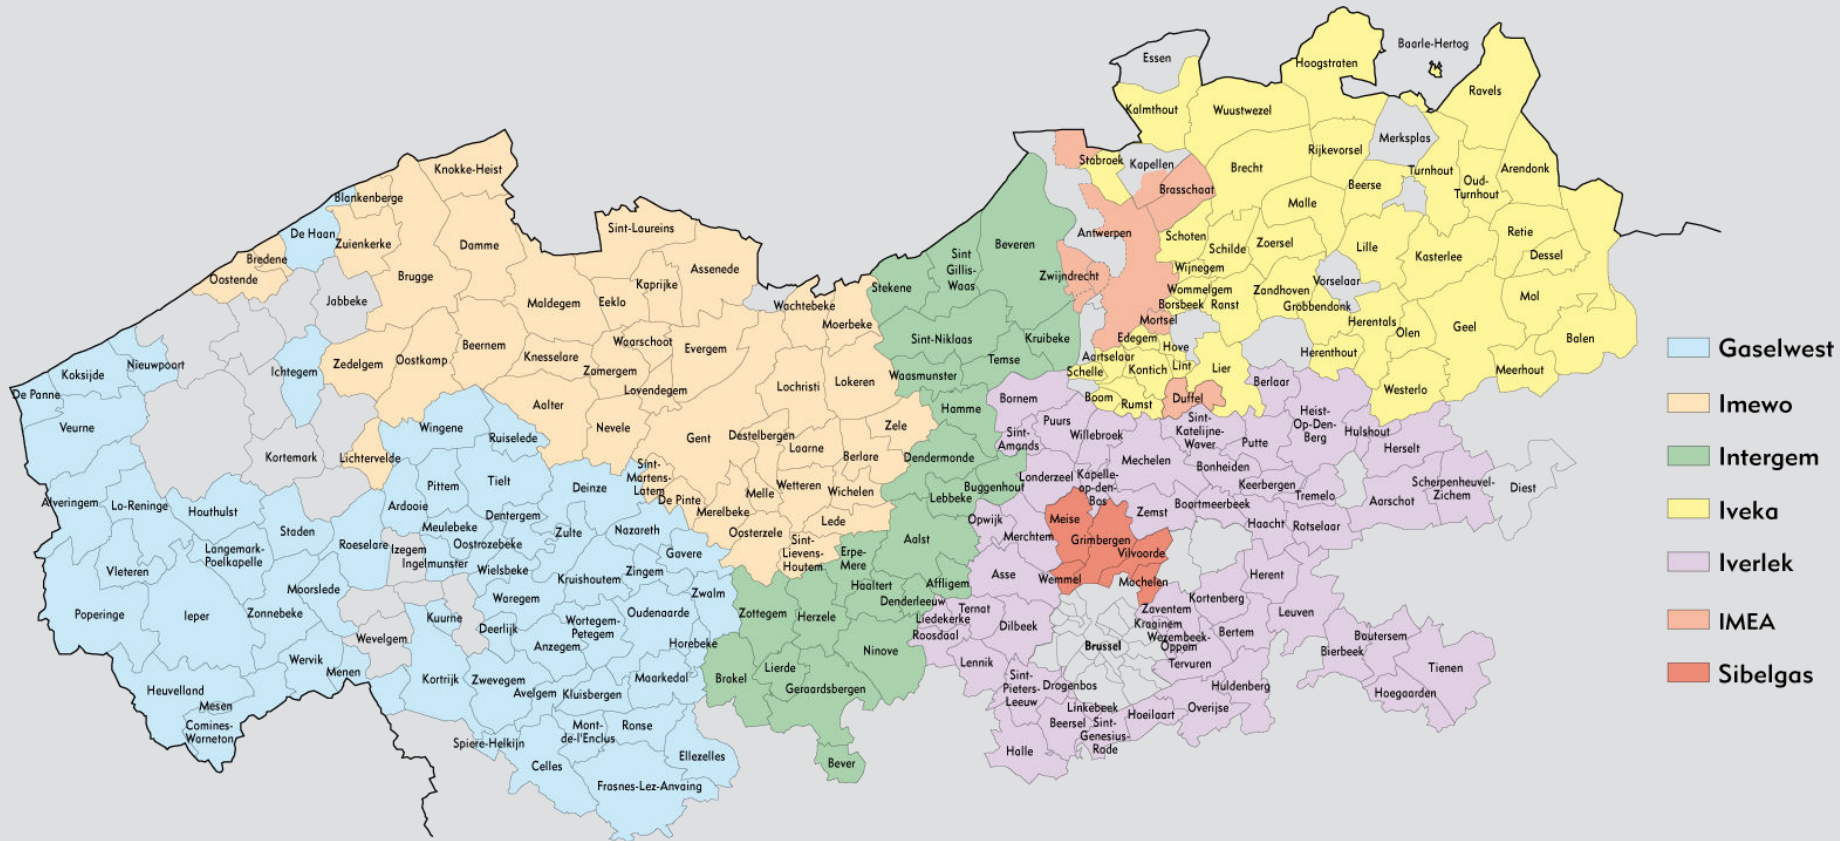 Baarle-Hertog
Essen
Hoogstraten
Ravels
Kalmthout
Wuustwezel
Merksplas
Rijkevorsel
Stabroek
Kapellen
Brecht
Turnhout
Arendonk
Knokke-Heist
Brasschaat
Beerse
Oud-
Turnhout
Blankenberge
Malle
Sint-Laureins
De Haan
Zuienkerke
Damme
Beveren
Antwerpen
Schoten
Schilde
Zoersel
Lille
Retie
Kasterlee
Dessel
Bredene
Oostende
Brugge
Assenede
Sint
Gillis-
Waas
Zwijndrecht
Wijnegem
Vorselaar
Kaprijke
Stekene
Wommelgem
Zandhoven
Jabbeke
Maldegem
Eeklo
Wachtebeke
Borsbeek
Ranst
Grobbendonk
Mol
Moerbeke
Mortsel
Herentals
Olen
Geel
Sint-Niklaas
Kruibeke
Edegem
Hove
Balen
Beernem
Waarschoot
Evergem
Aartselaar
Herenthout
Zedelgem
Oostkamp
Knesselare
Temse
Schelle
Kontich
Lint
Lier
Meerhout
Koksijde
Nieuwpoort
Ichtegem
Zomergem
Waasmunster
Berlaar
Westerlo
De Panne
Lovendegem
Lochristi
Lokeren
Bornem
Boom
Rumst
Duffel
Aalter
Hamme
Veurne
Wingene
Nevele
Gent
Destelbergen
Zele
Puurs
Willebroek
Sint-
Katelijne-
Waver
Heist-
Op-Den-
Berg
Hulshout
Ruiselede
Sint-
Amands
Putte
Herselt
Laarne
Kortemark
Lichtervelde
Berlare
Dendermonde
Mechelen
Bonheiden
Sint-
Martens-
Latem
Londerzeel
Kapelle-
op-den-
Bos
Keerbergen
Tremelo
Scherpenheuvel-
Zichem
Diest
Pittem
Tielt
Deinze
De Pinte
Melle
Wetteren
Wichelen
Lebbeke
Buggenhout
Aarschot
Alveringem
Lo-Reninge
Houthulst
Ardooie
Dentergem
Merelbeke
Zemst
Boortmeerbeek
Meulebeke
Lede
Opwijk
Meise
Haacht
Rotselaar
Staden
Zulte
Nazareth
Oosterzele
Aalst
Merchtem
Grimbergen
Roeselare
Izegem
Oostrozebeke
Sint-
Lievens-
Houtem
Erpe-
Mere
Vilvoorde
Langemark-
Poelkapelle
Ingelmunster
Gavere
Vleteren
Wielsbeke
Kruishoutem
Zingem
Haaltert
Affligem
Asse
Wemmel
Machelen
Herent
Moorslede
Waregem
Zwalm
Denderleeuw
Kortenberg
Poperinge
Ieper
Zonnebeke
Kuurne
Deerlijk
Wortegem-
Petegem
Oudenaarde
Zottegem
Herzele
Ternat
Liedekerke
Roosdaal
Dilbeek
Zaventem
Kraainem
Wezembeek-
Oppem
Leuven
Bertem
Bautersem
Wevelgem
Anzegem
Horebeke
Ninove
Brussel
Bierbeek
Wervik
Menen
Lennik
Tervuren
Tienen
Kortrijk
Zwevegem
Avelgem
Kluisbergen
Maarkedal
Brakel
Lierde
Geraardsbergen
Sint-
Pieters-
Leeuw
Drogenbos
Huldenberg
Hoegaarden
Heuvelland
Mesen
Linkebeek
Hoeilaart
Overijse
Comines-
Warneton
Mont-
de-l'Enclus
Ronse
Beersel
Sint-
Genesius-
Rode
Spiere-Helkijn
Halle
Celles
Ellezelles
Bever
Frasnes-Lez-Anvaing
Gaselwest
Imewo
Intergem
Iveka
Iverlek
IMEA
Sibelgas